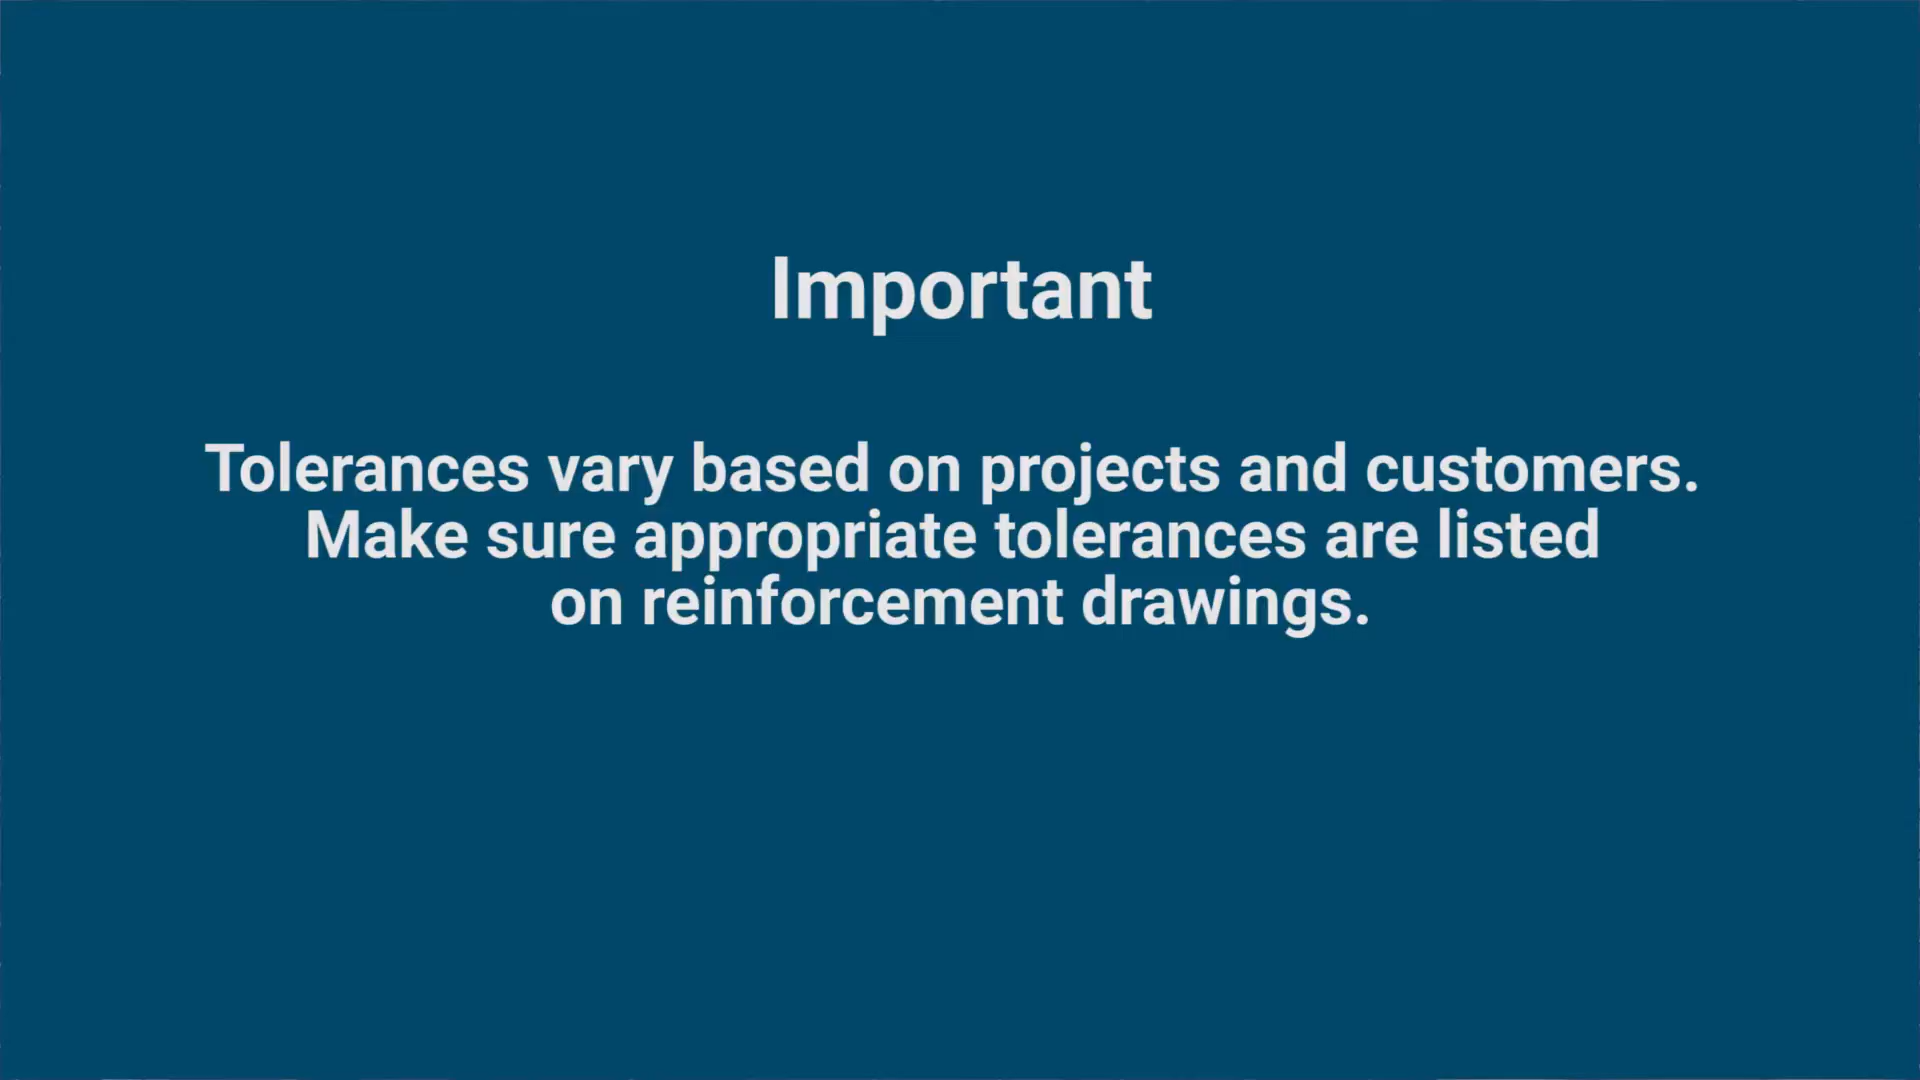 Important
Tolerances vary based on projects and customers.
Make sure appropriate tolerances are listed
on reinforcement drawings.